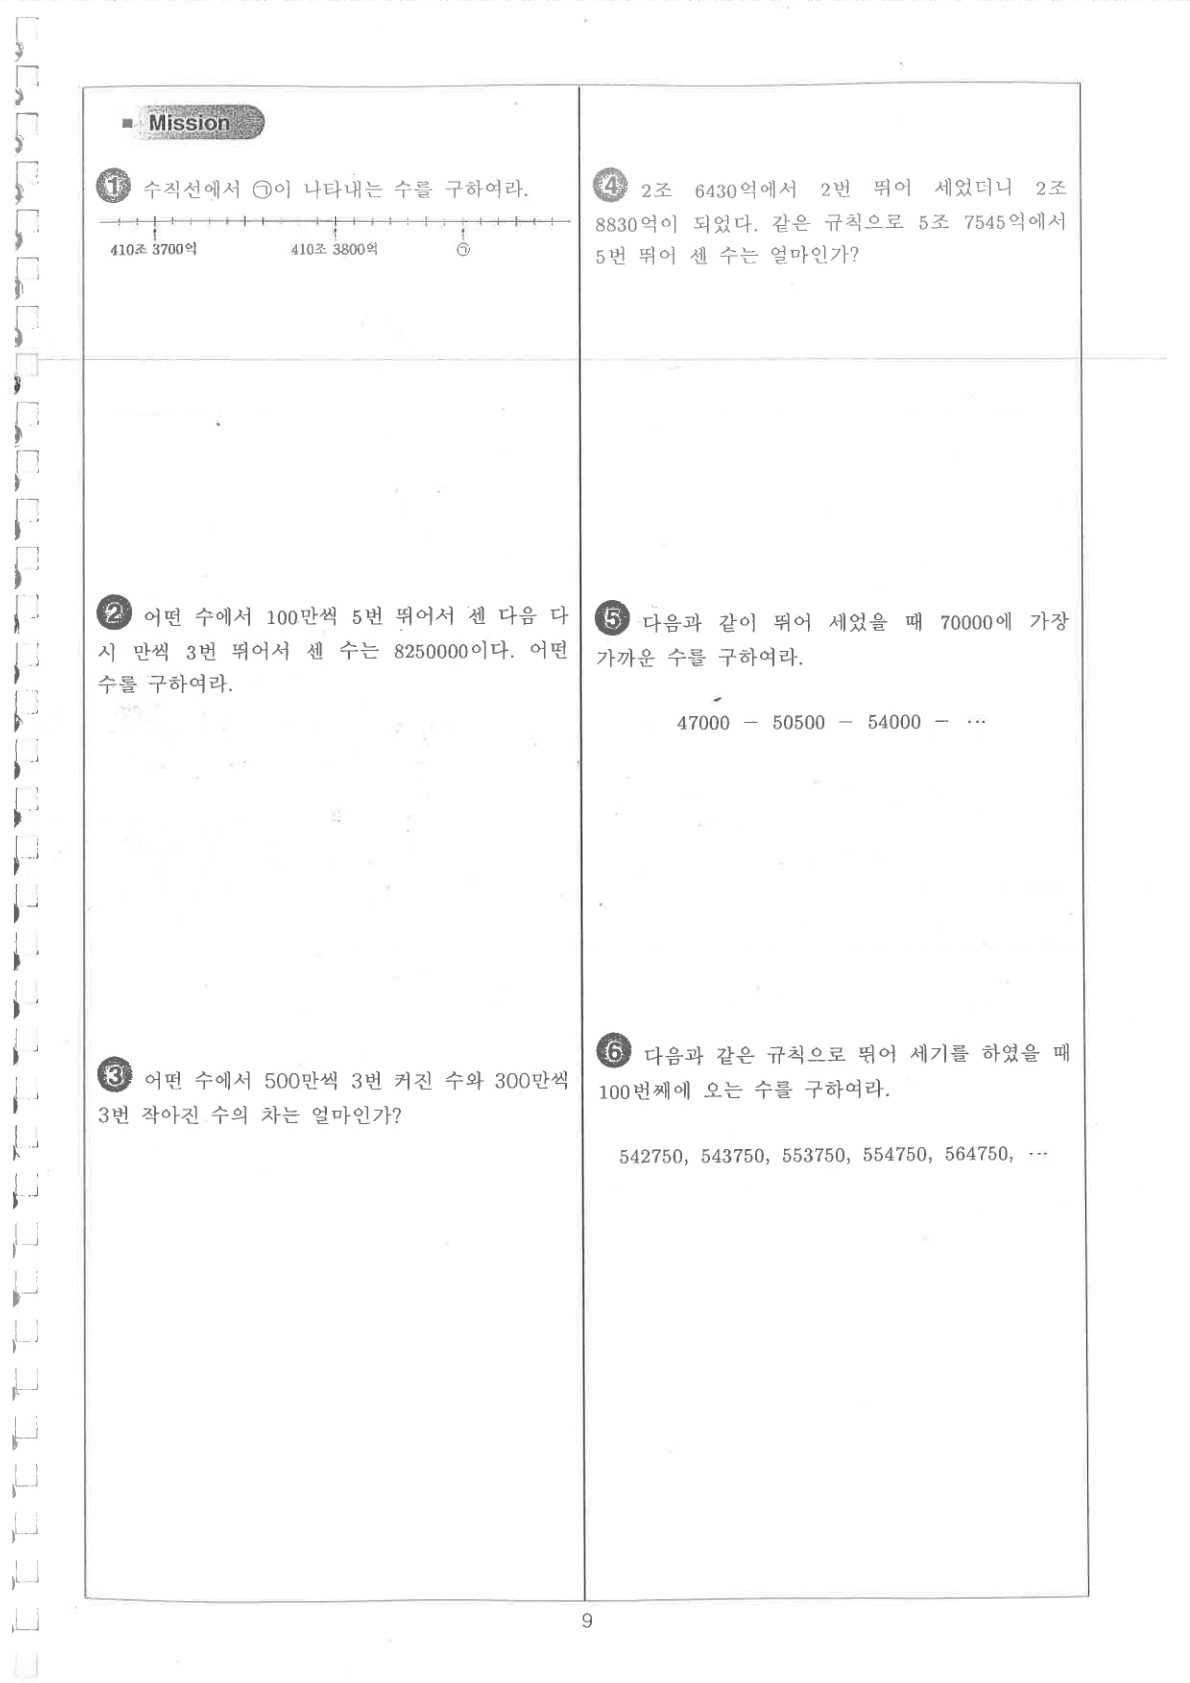 Mission
1 수직선에서 ㉠이 나타내는 수를 구하여라.
410조 3700억 410조 3800억 ㉠
2 어떤 수에서 100만씩 5번 뛰어서 센 다음 다
시 만씩 3번 뛰어서 센 수는 8250000이다. 어떤
수를 구하여라.
3 어떤 수에서 500만씩 3번 커진 수와 300만씩
3번 작아진 수의 차는 얼마인가?
4 2조 6430억에서 2번 뛰어 세었더니 2조
8830억이 되었다. 같은 규칙으로 5조 7545억에서
5번 뛰어 센 수는 얼마인가?
5 다음과 같이 뛰어 세었을 때 70000에 가장
가까운 수를 구하여라.
47000 - 50500 - 54000 - ⋯
6 다음과 같은 규칙으로 뛰어 세기를 하였을 때
100번째에 오는 수를 구하여라.
542750, 543750, 553750, 554750, 564750, ⋯
9